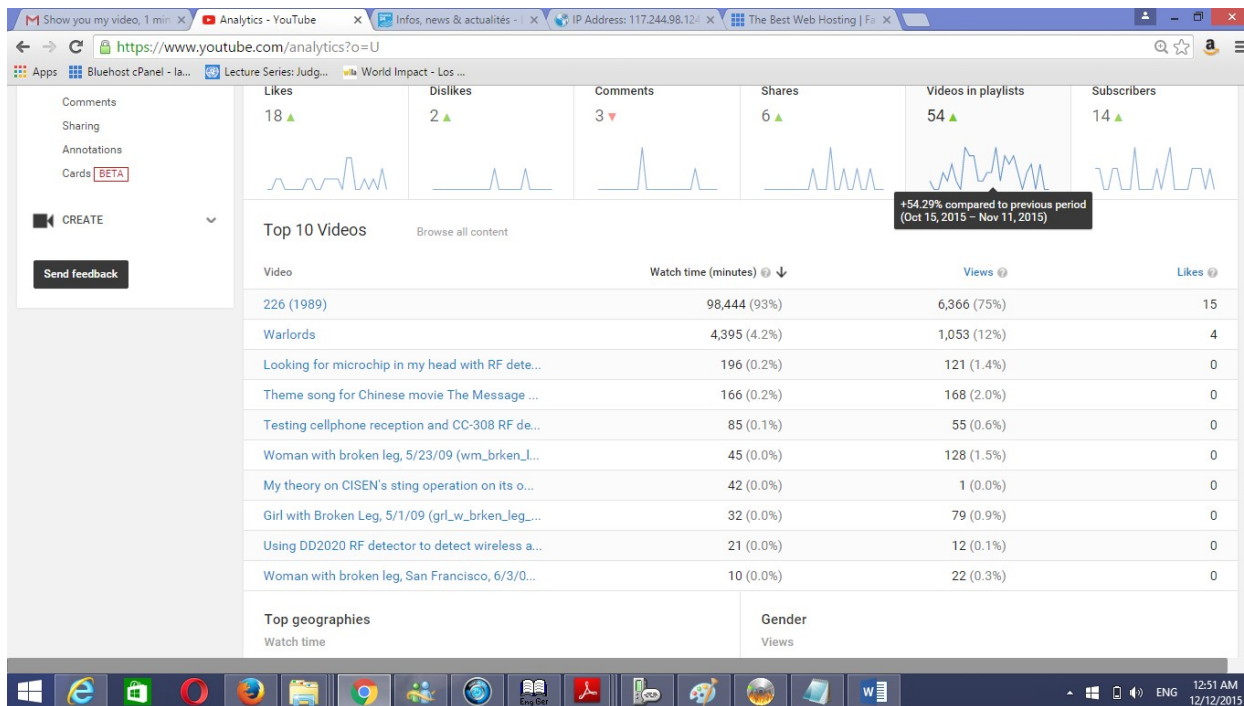 Show you my video, 1 min
Analytics - YouTube
Infos, news & actualités -
IP Address: 117.244.98.124
The Best Web Hosting | Fa
https://www.youtube.com/analytics?o=U
Apps Bluehost cPanel - la... Lecture Series: Judg... World Impact - Los ...
Comments
Sharing
Annotations
Cards BETA
CREATE
Send feedback
Likes Dislikes Comments Shares Videos in playlists Subscribers
18 2 3 6 54 14
+54.29% compared to previous period
(Oct 15, 2015 – Nov 11, 2015)
Top 10 Videos Browse all content
Video Watch time (minutes) Views Likes
226 (1989) 98,444 (93%) 6,366 (75%) 15
Warlords 4,395 (4.2%) 1,053 (12%) 4
Looking for microchip in my head with RF dete... 196 (0.2%) 121 (1.4%) 0
Theme song for Chinese movie The Message ... 166 (0.2%) 168 (2.0%) 0
Testing cellphone reception and CC-308 RF de... 85 (0.1%) 55 (0.6%) 0
Woman with broken leg, 5/23/09 (wm_brken_l... 45 (0.0%) 128 (1.5%) 0
My theory on CISEN's sting operation on its o... 42 (0.0%) 1 (0.0%) 0
Girl with Broken Leg, 5/1/09 (grl_w_brken_leg_... 32 (0.0%) 79 (0.9%) 0
Using DD2020 RF detector to detect wireless a... 21 (0.0%) 12 (0.1%) 0
Woman with broken leg, San Francisco, 6/3/0... 10 (0.0%) 22 (0.3%) 0
Top geographies Gender
Watch time Views
Eng Ger
ENG 12:51 AM
12/12/2015